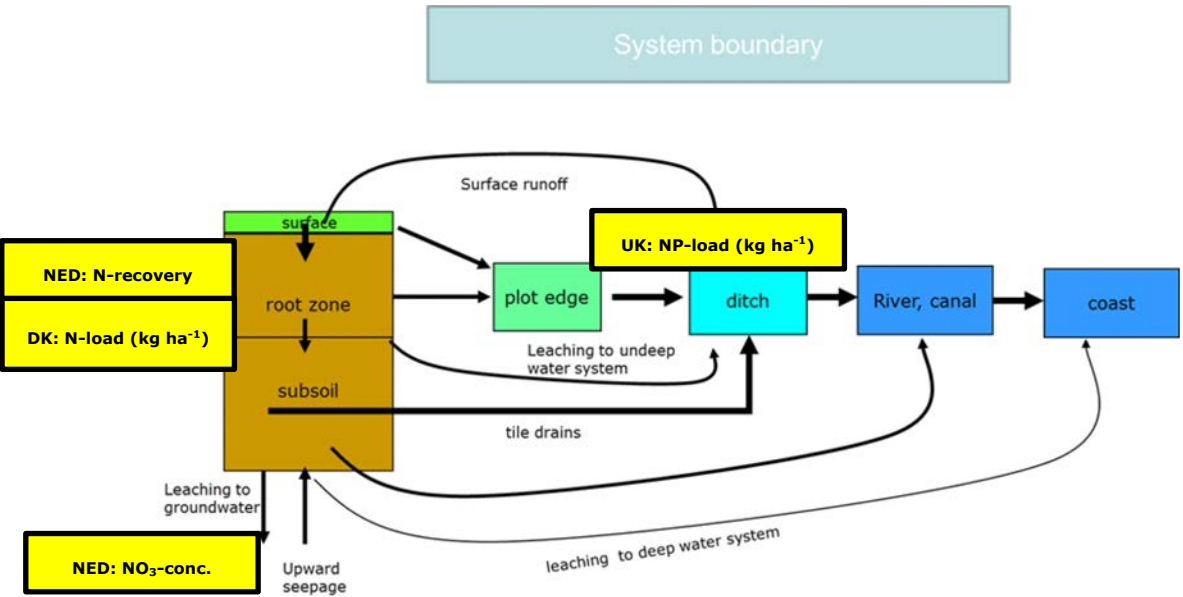 System boundary
Surface runoff
surface
UK: NP-load (kg ha⁻¹)
NED: N-recovery
root zone
plot edge
ditch
River, canal
coast
DK: N-load (kg ha⁻¹)
Leaching to undeep
water system
subsoil
tile drains
Leaching to
groundwater
leaching to deep water system
NED: NO₃-conc.
Upward
seepage